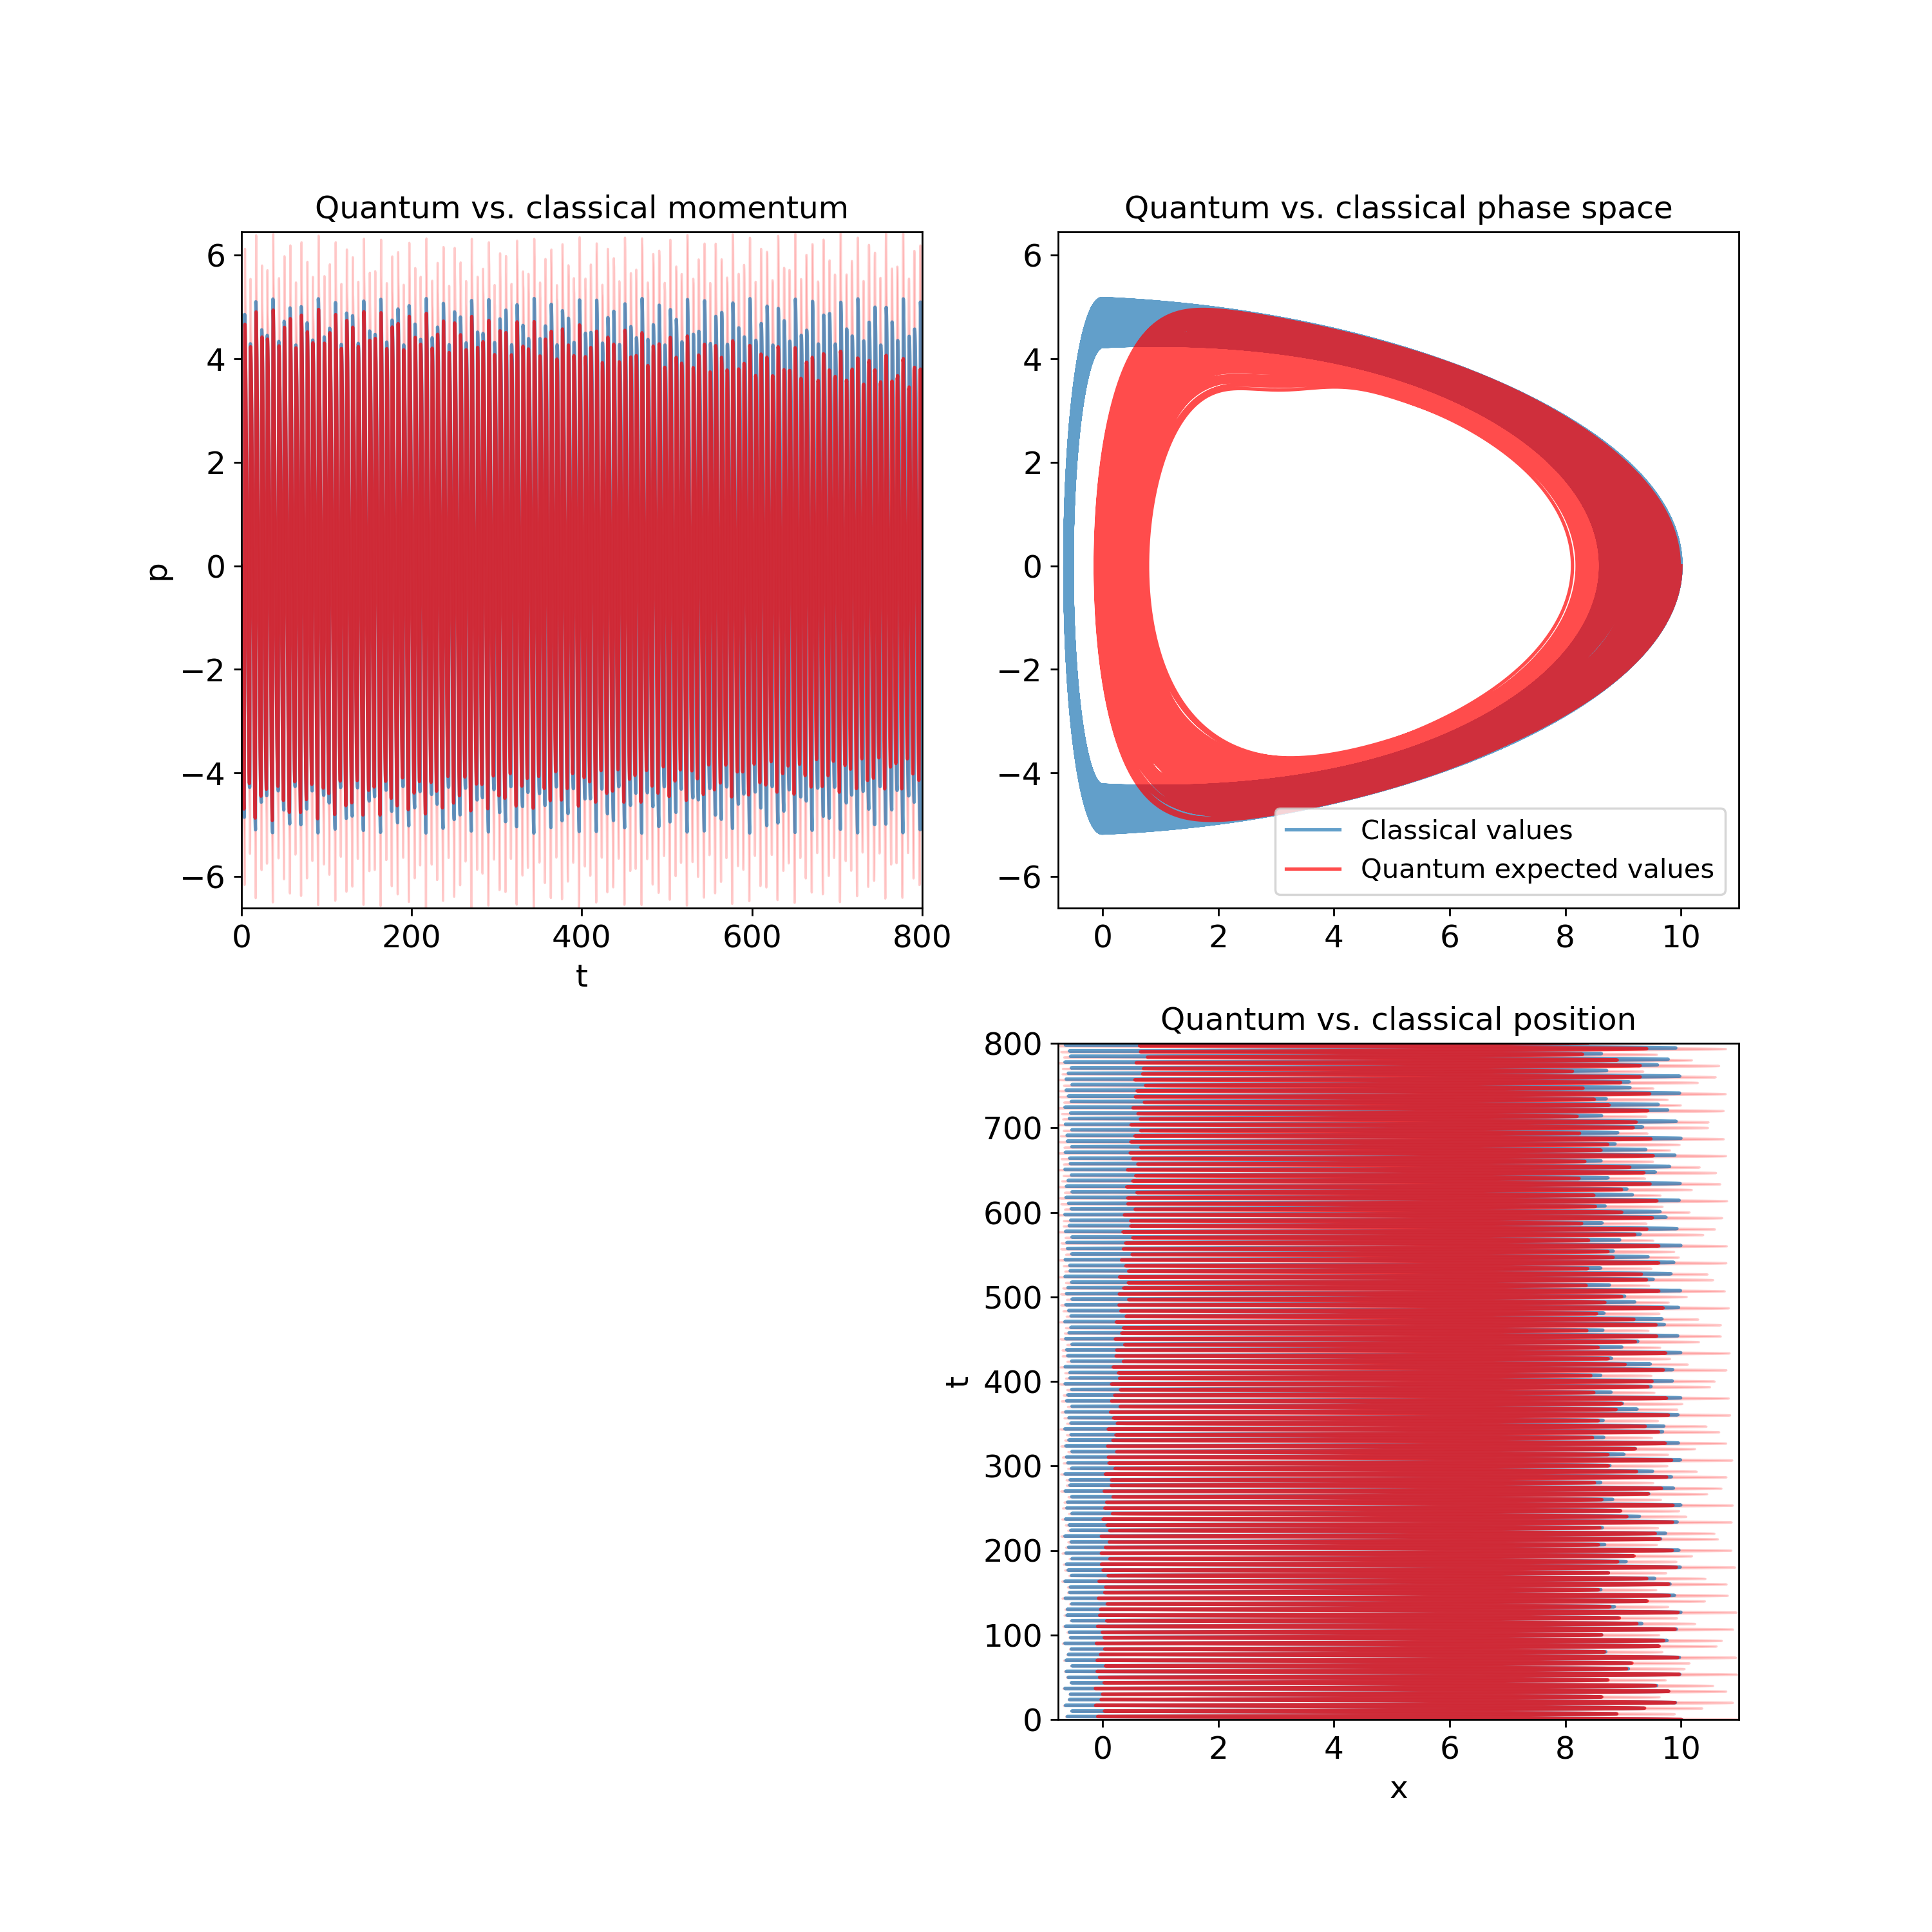 Quantum vs. classical momentum
6
4
2
0
−2
−4
−6
p
0 200 400 600 800
t
Quantum vs. classical phase space
6
4
2
0
−2
−4
−6
Classical values
Quantum expected values
0 2 4 6 8 10
Quantum vs. classical position
800
700
600
500
400
300
200
100
0
t
0 2 4 6 8 10
x